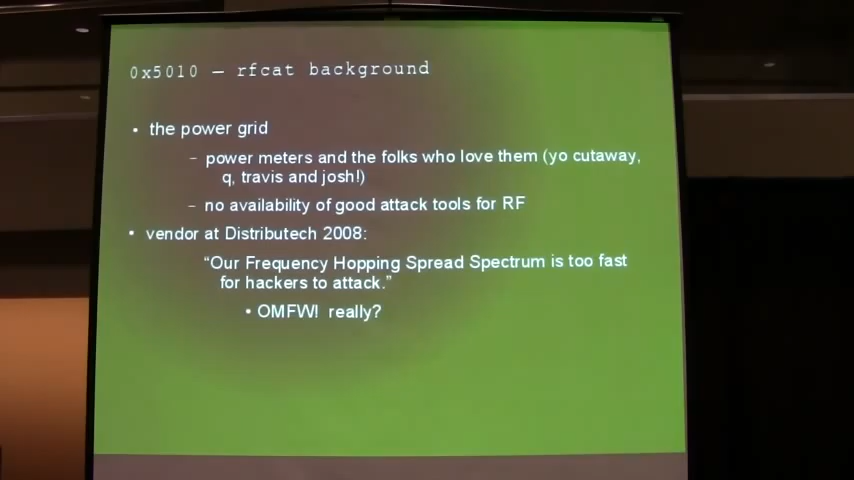 0x5010 – rfcat background
• the power grid
– power meters and the folks who love them (yo cutaway,
q, travis and josh!)
– no availability of good attack tools for RF
• vendor at Distributech 2008:
“Our Frequency Hopping Spread Spectrum is too fast
for hackers to attack.”
• OMFW! really?